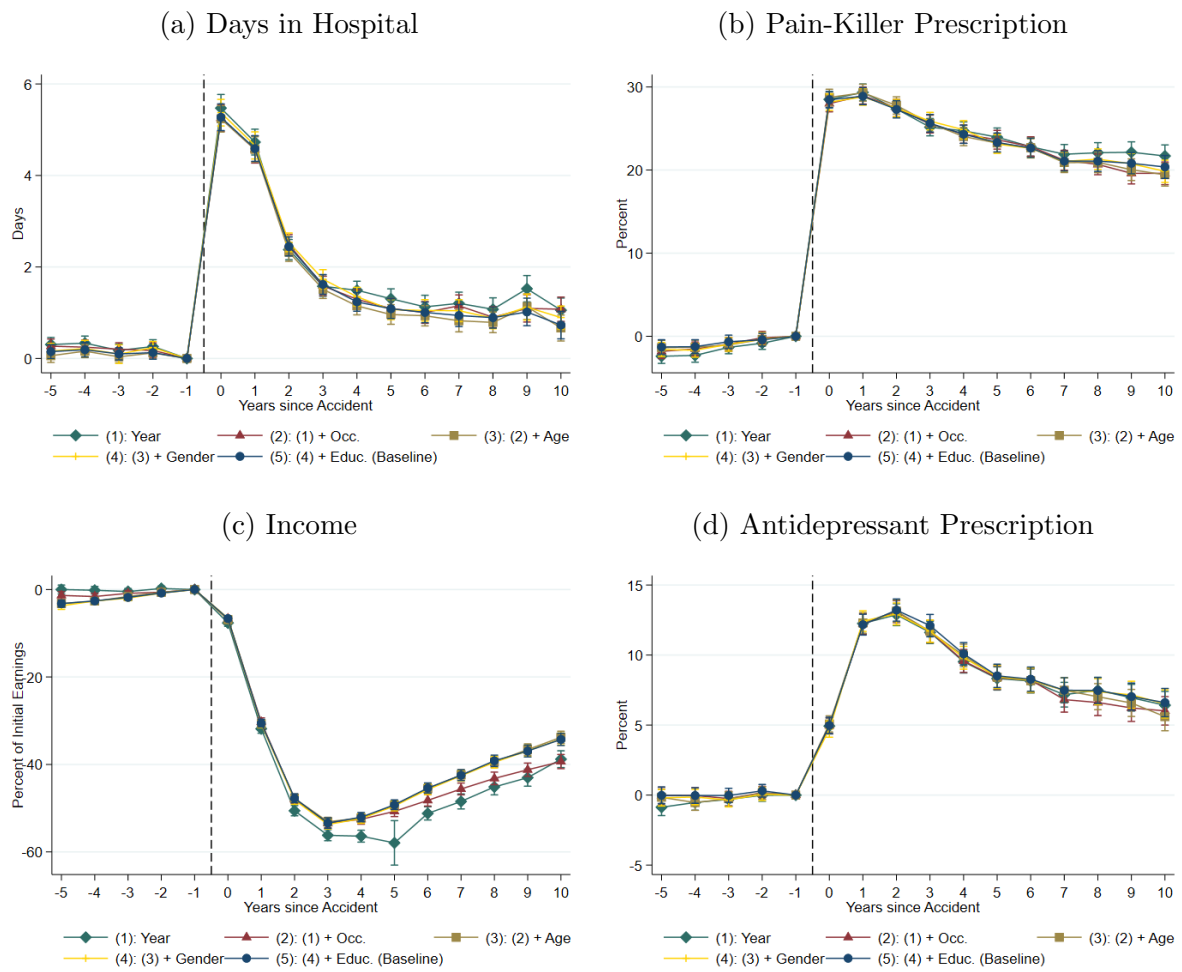 (a) Days in Hospital
(b) Pain-Killer Prescription
6
4
2
0
Days
-5 -4 -3 -2 -1 0 1 2 3 4 5 6 7 8 9 10
Years since Accident
(1): Year (2): (1) + Occ. (3): (2) + Age
(4): (3) + Gender (5): (4) + Educ. (Baseline)
30
20
10
0
Percent
-5 -4 -3 -2 -1 0 1 2 3 4 5 6 7 8 9 10
Years since Accident
(1): Year (2): (1) + Occ. (3): (2) + Age
(4): (3) + Gender (5): (4) + Educ. (Baseline)
(c) Income
(d) Antidepressant Prescription
0
-20
-40
-60
Percent of Initial Earnings
-5 -4 -3 -2 -1 0 1 2 3 4 5 6 7 8 9 10
Years since Accident
(1): Year (2): (1) + Occ. (3): (2) + Age
(4): (3) + Gender (5): (4) + Educ. (Baseline)
15
10
5
0
-5
Percent
-5 -4 -3 -2 -1 0 1 2 3 4 5 6 7 8 9 10
Years since Accident
(1): Year (2): (1) + Occ. (3): (2) + Age
(4): (3) + Gender (5): (4) + Educ. (Baseline)